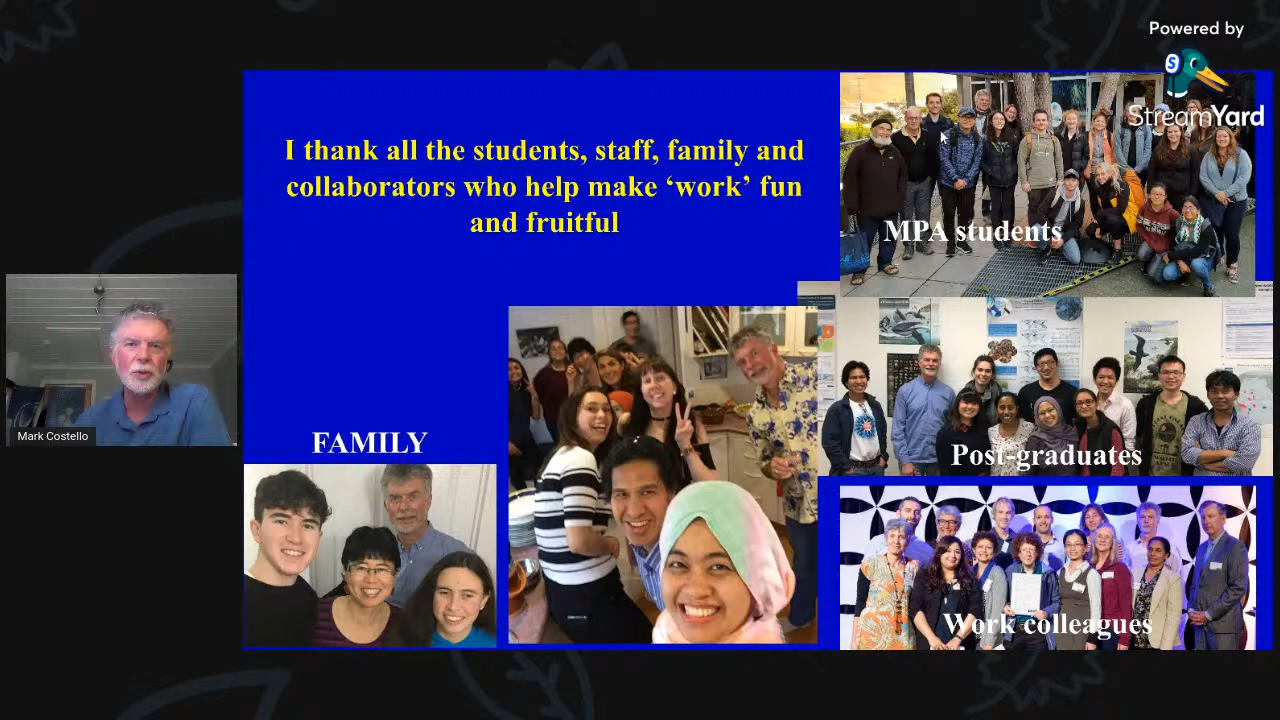 Powered by
StreamYard
I thank all the students, staff, family and
collaborators who help make ‘work’ fun
and fruitful
MPA students
Mark Costello
FAMILY
Post-graduates
Work colleagues